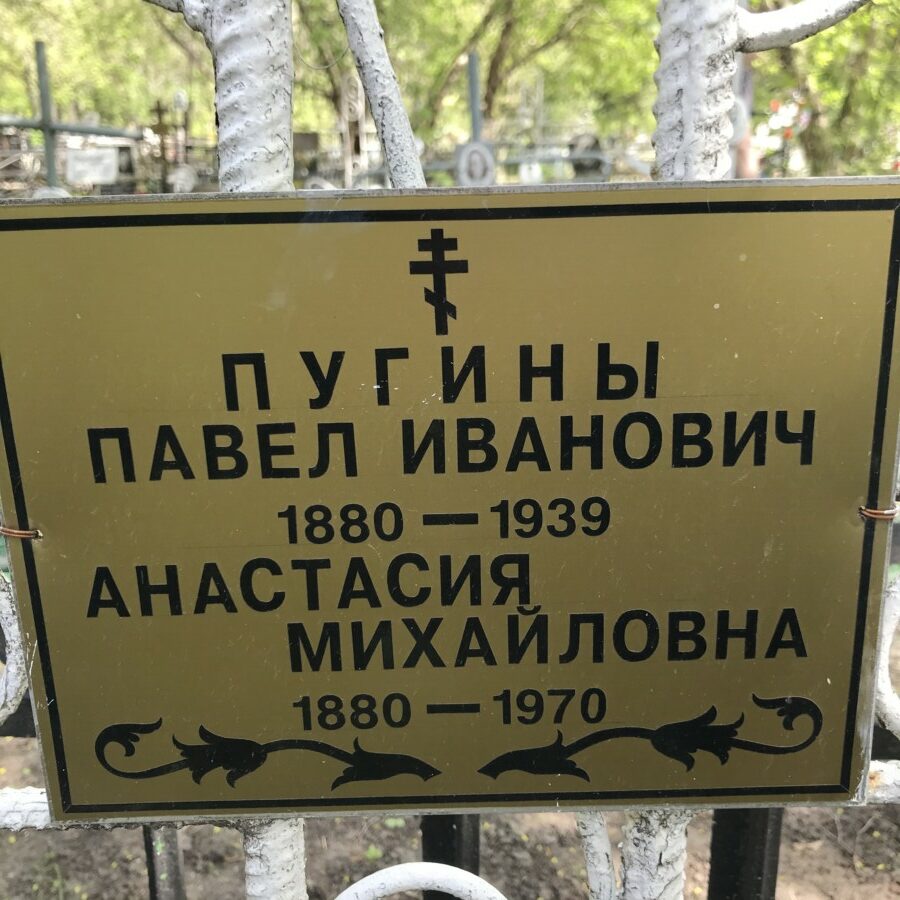 ПУГИНЫ
ПАВЕЛ ИВАНОВИЧ
1880 — 1939
АНАСТАСИЯ
МИХАЙЛОВНА
1880 — 1970